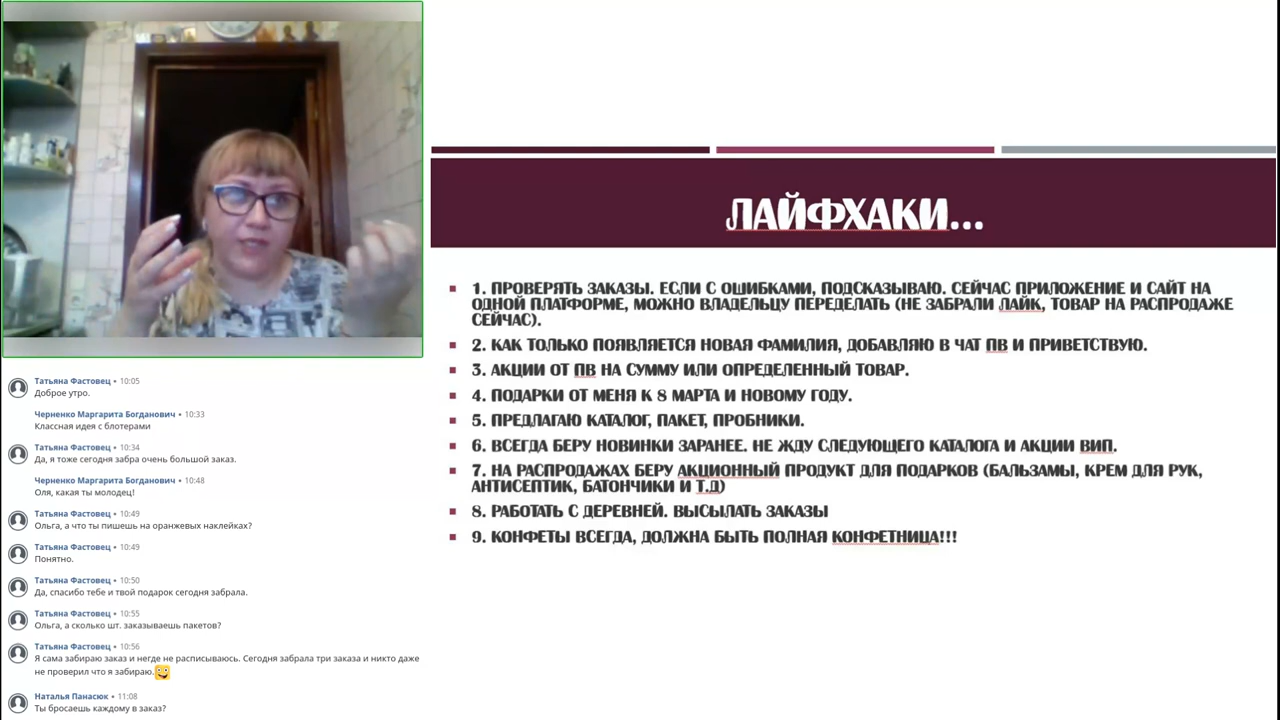 ЛАЙФХАКИ...
1. ПРОВЕРЯТЬ ЗАКАЗЫ. ЕСЛИ С ОШИБКАМИ, ПОДСКАЗЫВАЮ. СЕЙЧАС ПРИЛОЖЕНИЕ И САЙТ НА
ОДНОЙ ПЛАТФОРМЕ, МОЖНО ВЛАДЕЛЬЦУ ПЕРЕДЕЛАТЬ (НЕ ЗАБРАЛИ ЛАЙК, ТОВАР НА РАСПРОДАЖЕ
СЕЙЧАС).
2. КАК ТОЛЬКО ПОЯВЛЯЕТСЯ НОВАЯ ФАМИЛИЯ, ДОБАВЛЯЮ В ЧАТ ПВ И ПРИВЕТСТВУЮ.
3. АКЦИИ ОТ ПВ НА СУММУ ИЛИ ОПРЕДЕЛЕННЫЙ ТОВАР.
4. ПОДАРКИ ОТ МЕНЯ К 8 МАРТА И НОВОМУ ГОДУ.
5. ПРЕДЛАГАЮ КАТАЛОГ, ПАКЕТ, ПРОБНИКИ.
6. ВСЕГДА БЕРУ НОВИНКИ ЗАРАНЕЕ. НЕ ЖДУ СЛЕДУЮЩЕГО КАТАЛОГА И АКЦИИ ВИП.
7. НА РАСПРОДАЖАХ БЕРУ АКЦИОННЫЙ ПРОДУКТ ДЛЯ ПОДАРКОВ (БАЛЬЗАМЫ, КРЕМ ДЛЯ РУК,
АНТИСЕПТИК, БАТОНЧИКИ И Т.Д)
8. РАБОТАТЬ С ДЕРЕВНЕЙ. ВЫСЫЛАТЬ ЗАКАЗЫ
9. КОНФЕТЫ ВСЕГДА, ДОЛЖНА БЫТЬ ПОЛНАЯ КОНФЕТНИЦА!!!
Татьяна Фастовец • 10:05
Доброе утро.
Черненко Маргарита Богданович • 10:33
Классная идея с блотерами
Татьяна Фастовец • 10:34
Да, я тоже сегодня забра очень большой заказ.
Черненко Маргарита Богданович • 10:48
Оля, какая ты молодец!
Татьяна Фастовец • 10:49
Ольга, а что ты пишешь на оранжевых наклейках?
Татьяна Фастовец • 10:49
Понятно.
Татьяна Фастовец • 10:50
Да, спасибо тебе и твой подарок сегодня забрала.
Татьяна Фастовец • 10:55
Ольга, а сколько шт. заказываешь пакетов?
Татьяна Фастовец • 10:56
Я сама забираю заказ и негде не расписываюсь. Сегодня забрала три заказа и никто даже
не проверил что я забираю.
Наталья Панасюк • 11:08
Ты бросаешь каждому в заказ?